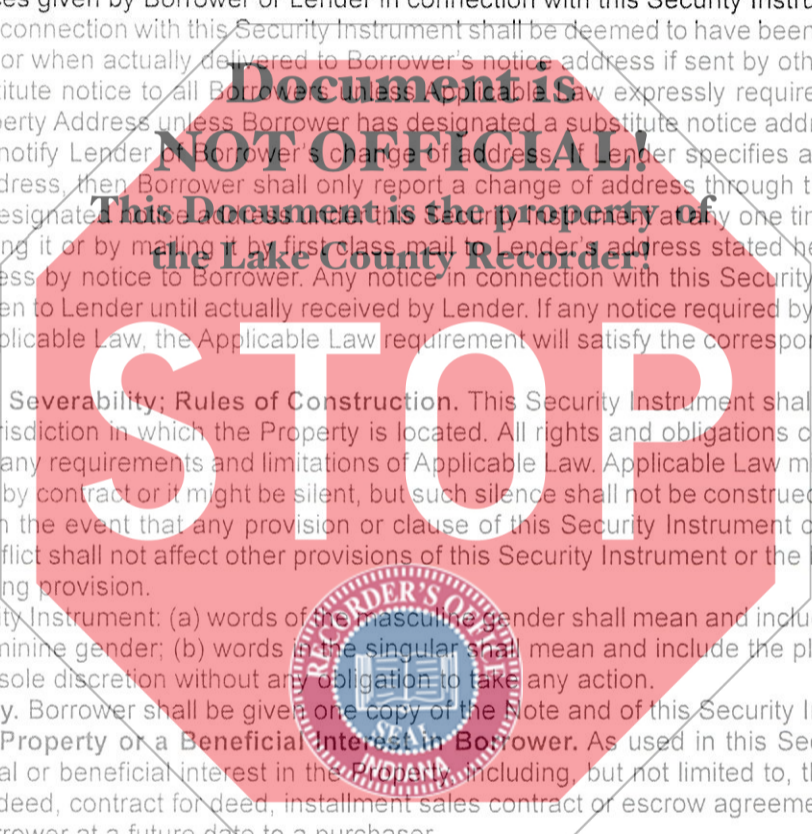 es given by Borrower or Lender in connection with this Security Instru
connection with this Security Instrument shall be deemed to have been
or when actually delivered to Borrower's notice address if sent by oth
itute notice to all Borrowers unless Applicable Law expressly require
Document is
erty Address unless Borrower has designated a substitute notice add
notify Lender of Borrower's change of address. If Lender specifies a
NOT OFFICIAL!
dress, then Borrower shall only report a change of address through t
esignated notice address under this Security Instrument at any one ti
This Document is the property of
ng it or by mailing it by first class mail to Lender's address stated he
the Lake County Recorder!
ess by notice to Borrower. Any notice in connection with this Security
en to Lender until actually received by Lender. If any notice required by
plicable Law, the Applicable Law requirement will satisfy the correspo
STOP
Severability; Rules of Construction. This Security Instrument shal
risdiction in which the Property is located. All rights and obligations c
any requirements and limitations of Applicable Law. Applicable Law m
by contract or it might be silent, but such silence shall not be construe
n the event that any provision or clause of this Security Instrument o
flict shall not affect other provisions of this Security Instrument or the
ng provision.
ity Instrument: (a) words of the masculine gender shall mean and inclu
minine gender; (b) words in the singular shall mean and include the pl
sole discretion without any obligation to take any action.
RECORDER'S OFFICE
SEAL
INDIANA
y. Borrower shall be given one copy of the Note and of this Security I
Property or a Beneficial Interest in Borrower. As used in this Se
al or beneficial interest in the Property, including, but not limited to, t
deed, contract for deed, installment sales contract or escrow agreeme
rrower at a future date to a purchaser.